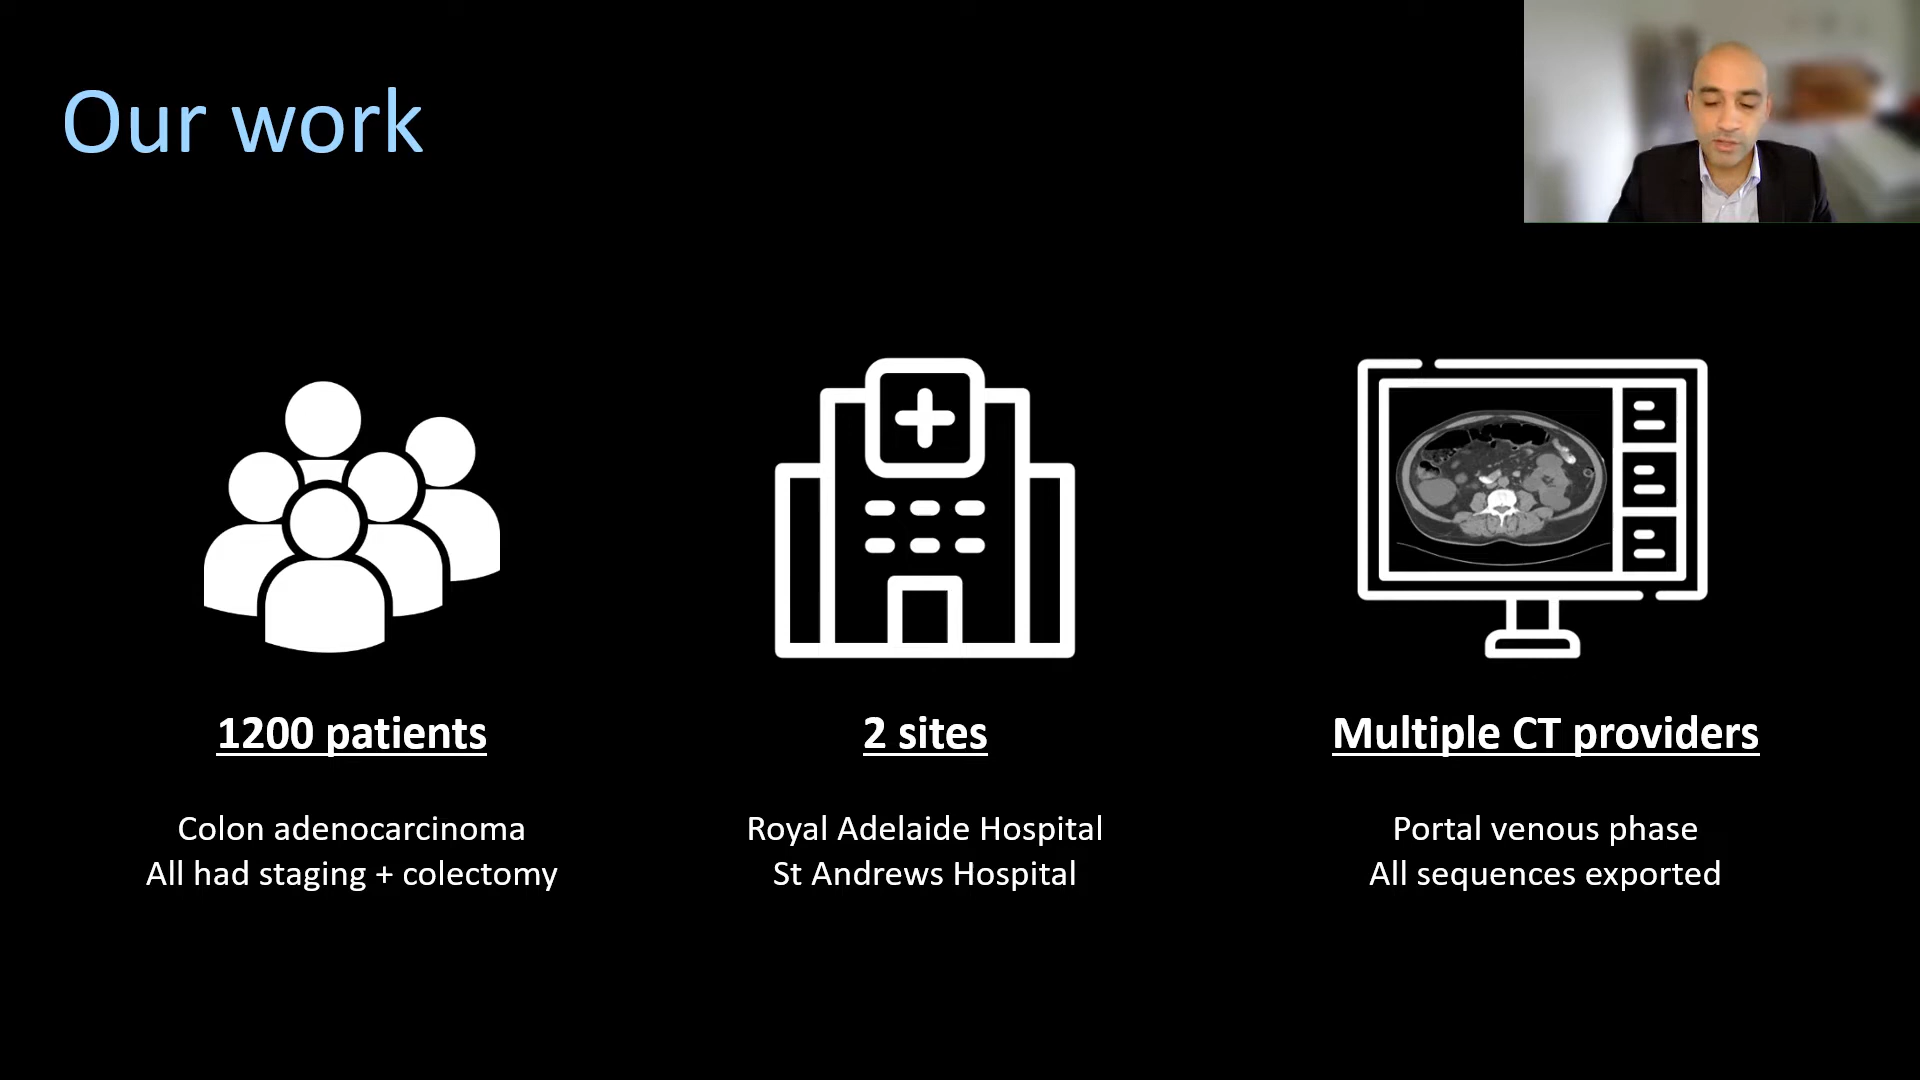 Our work
1200 patients
Colon adenocarcinoma
All had staging + colectomy
2 sites
Royal Adelaide Hospital
St Andrews Hospital
Multiple CT providers
Portal venous phase
All sequences exported